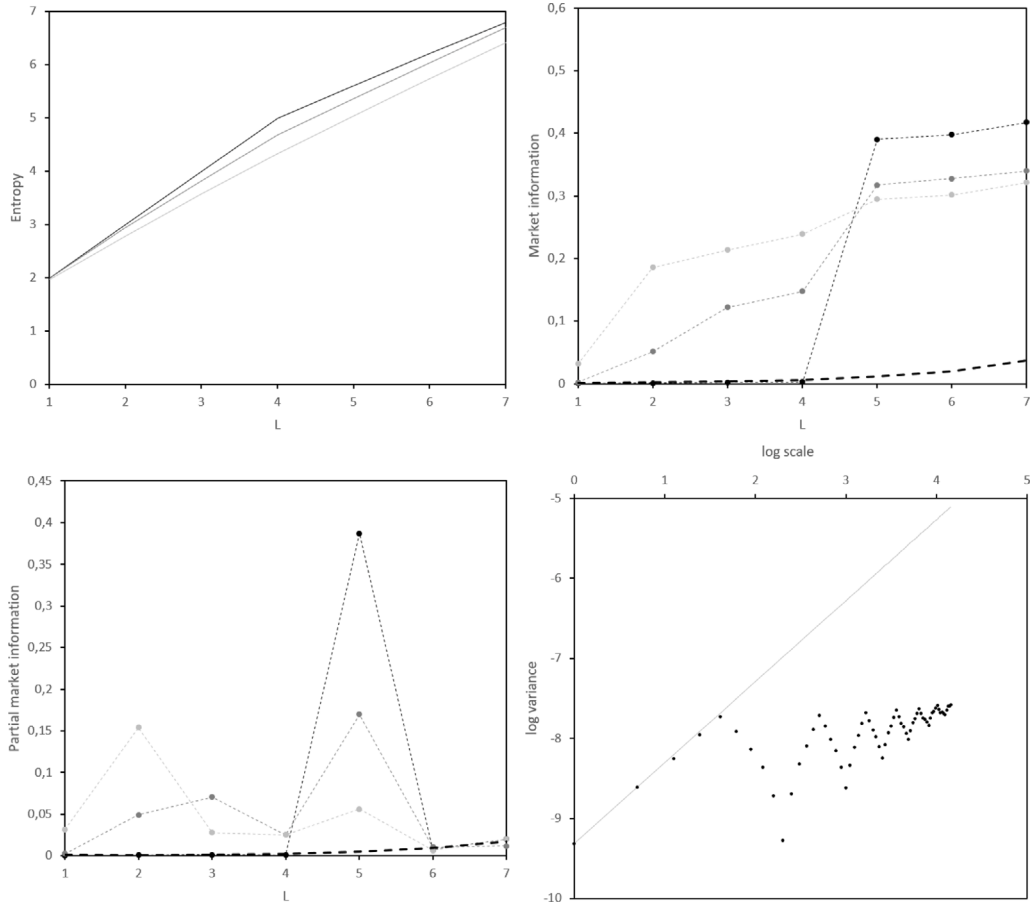 7
6
5
4
3
2
1
0
Entropy
1 2 3 4 5 6 7
L
0,6
0,5
0,4
0,3
0,2
0,1
0
Market information
1 2 3 4 5 6 7
L
0,45
0,4
0,35
0,3
0,25
0,2
0,15
0,1
0,05
0
Partial market information
1 2 3 4 5 6 7
L
log scale
0 1 2 3 4 5
-5
-6
-7
-8
-9
-10
log variance